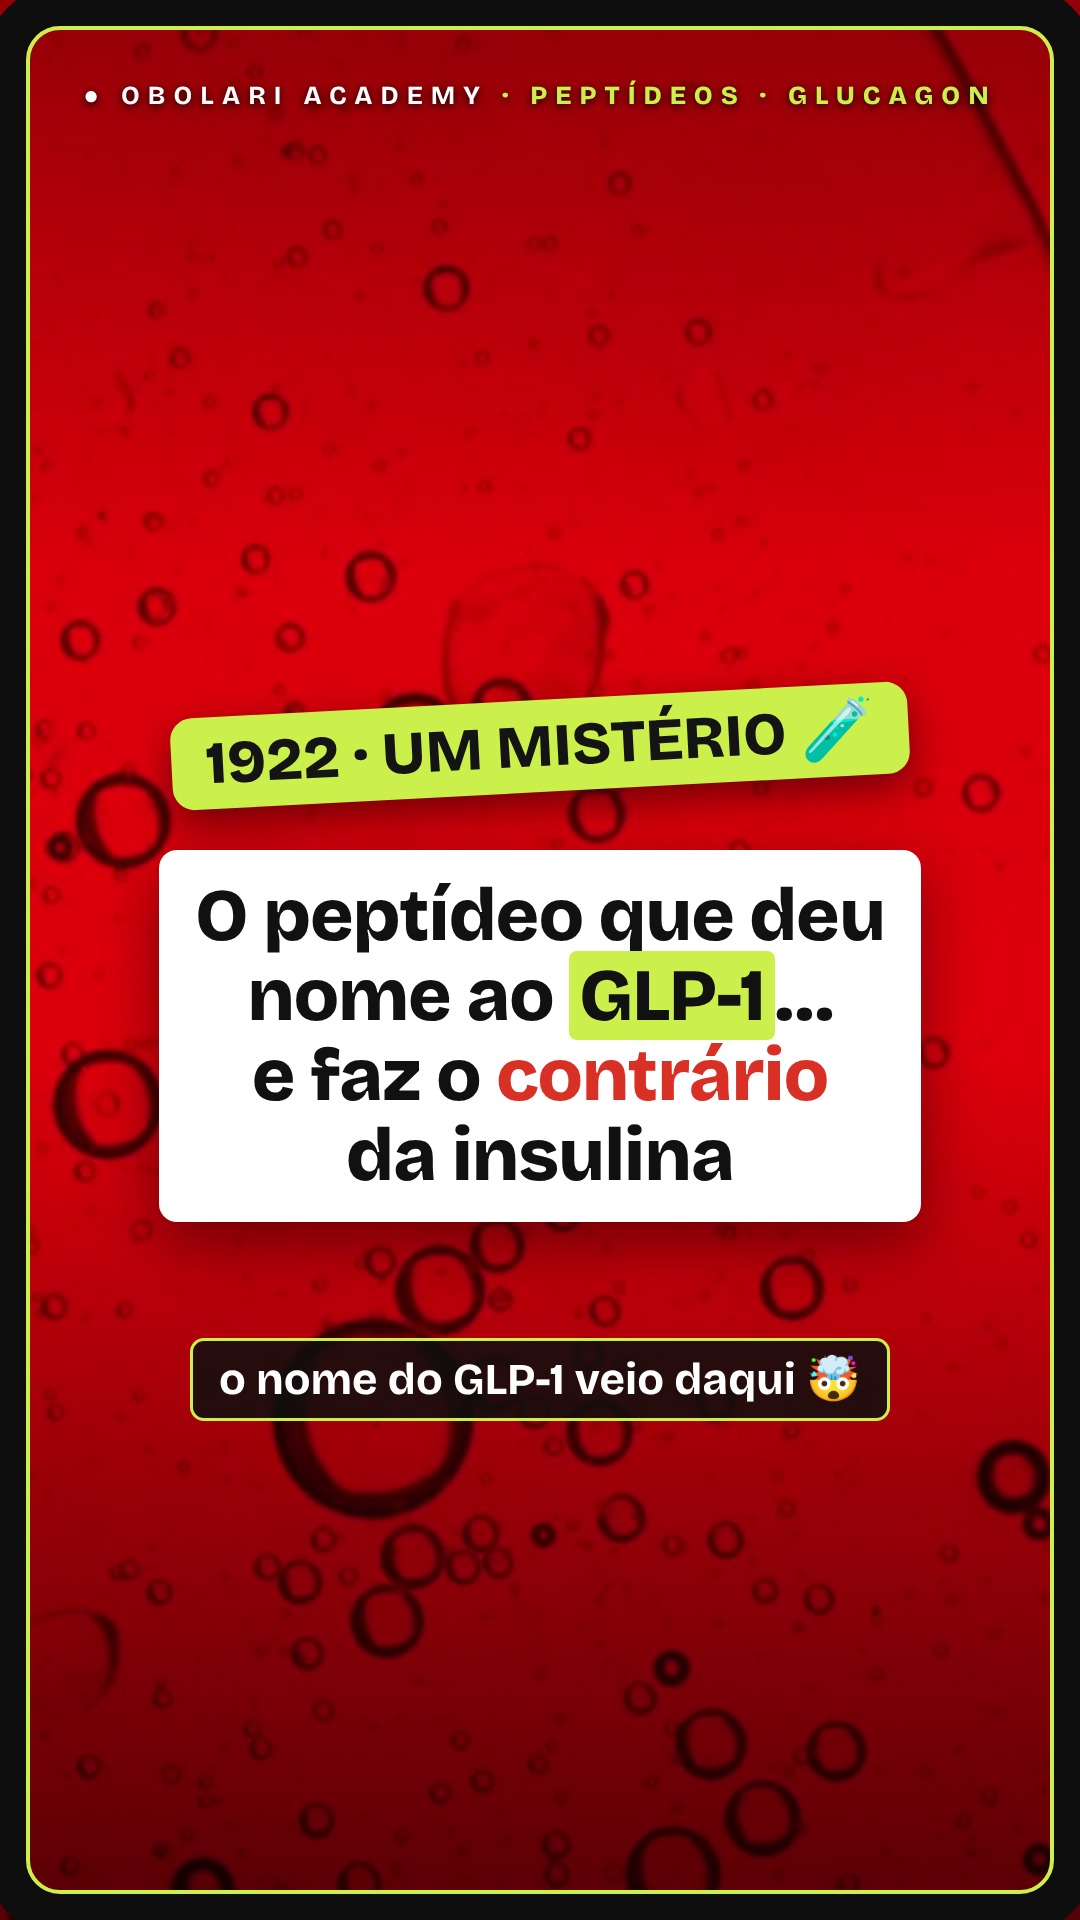 • OBOLARI ACADEMY · PEPTÍDEOS · GLUCAGON
1922 · UM MISTÉRIO 🧪
O peptídeo que deu
nome ao GLP-1...
e faz o contrário
da insulina
o nome do GLP-1 veio daqui 🤯